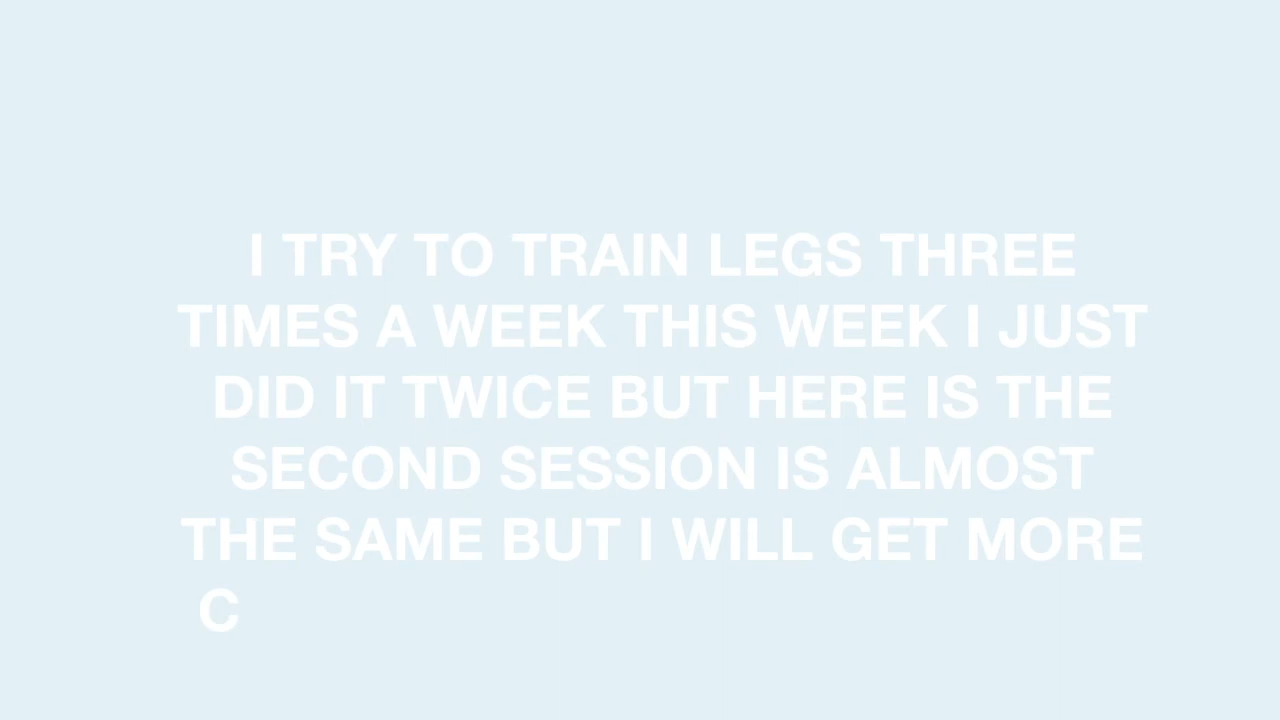 I TRY TO TRAIN LEGS THREE
TIMES A WEEK THIS WEEK I JUST
DID IT TWICE BUT HERE IS THE
SECOND SESSION IS ALMOST
THE SAME BUT I WILL GET MORE
C